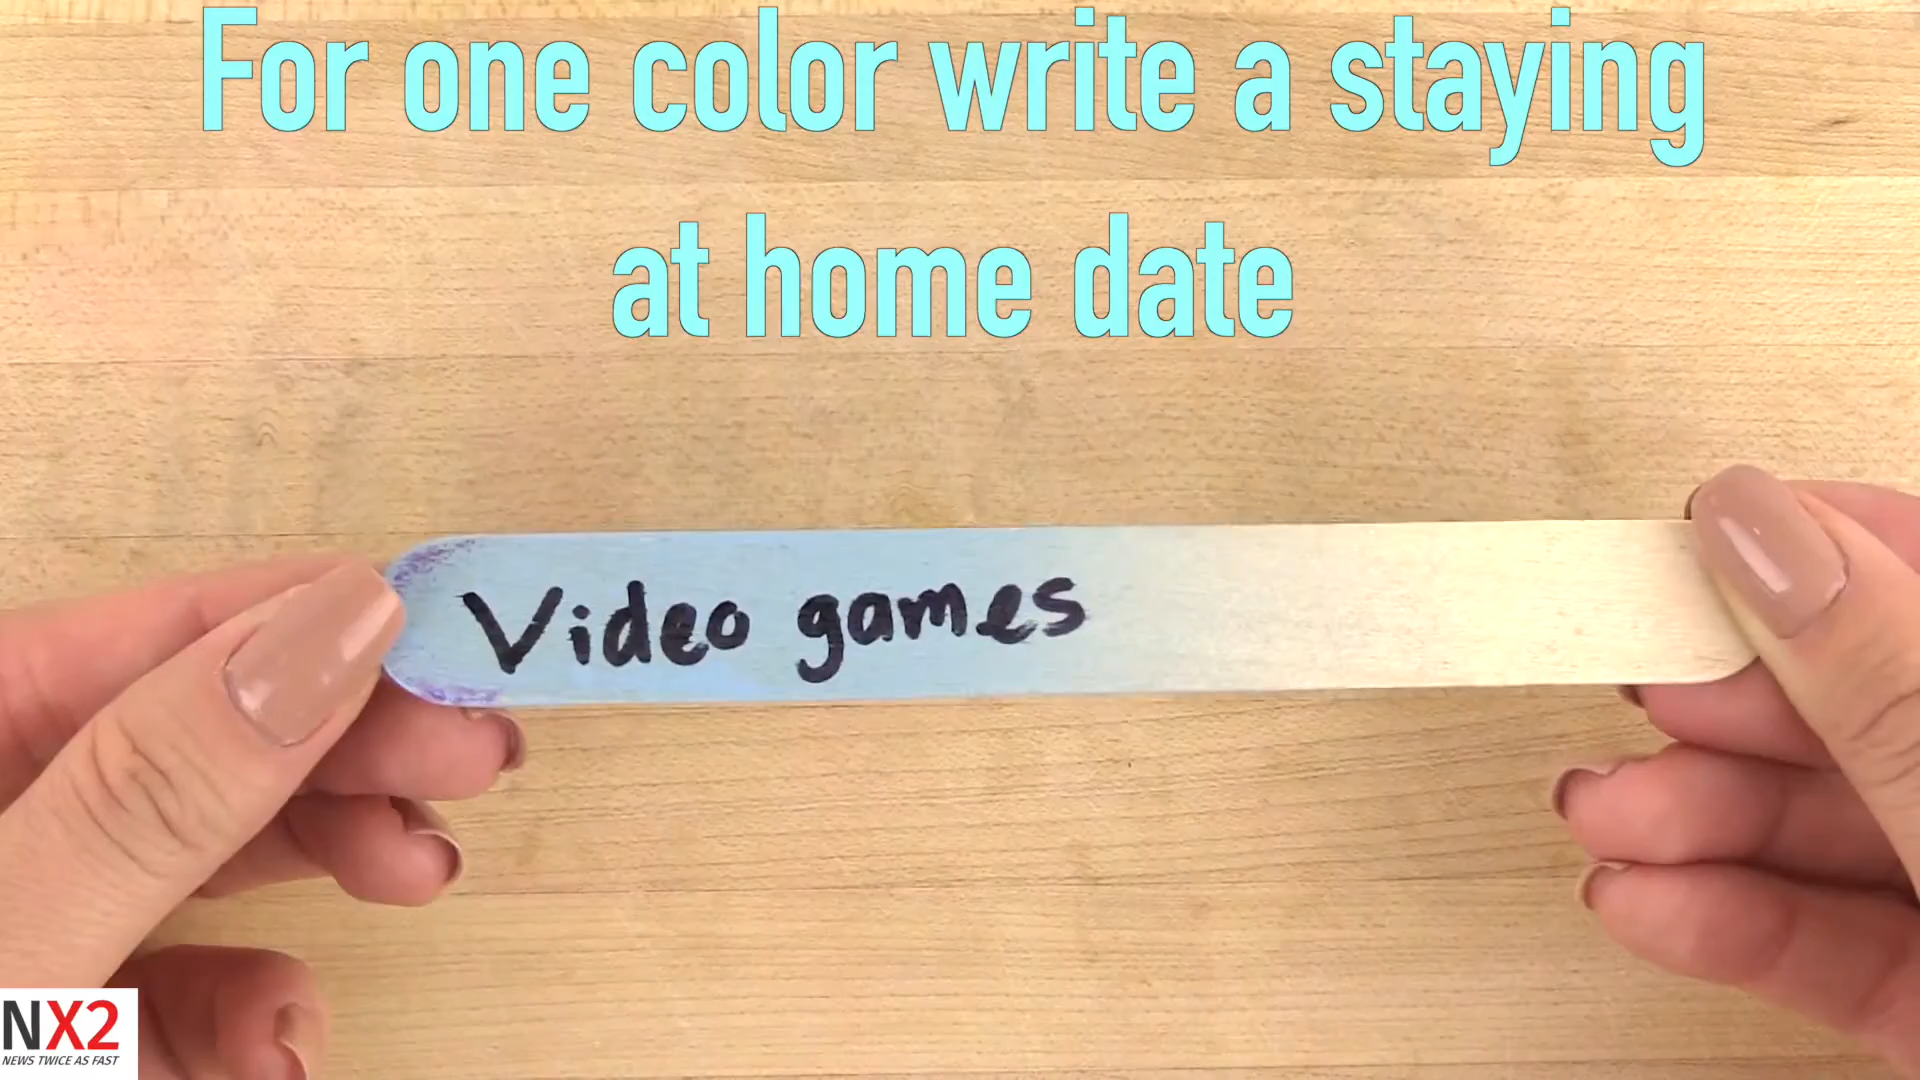 For one color write a staying
at home date
Video games
NX2
NEWS TWICE AS FAST